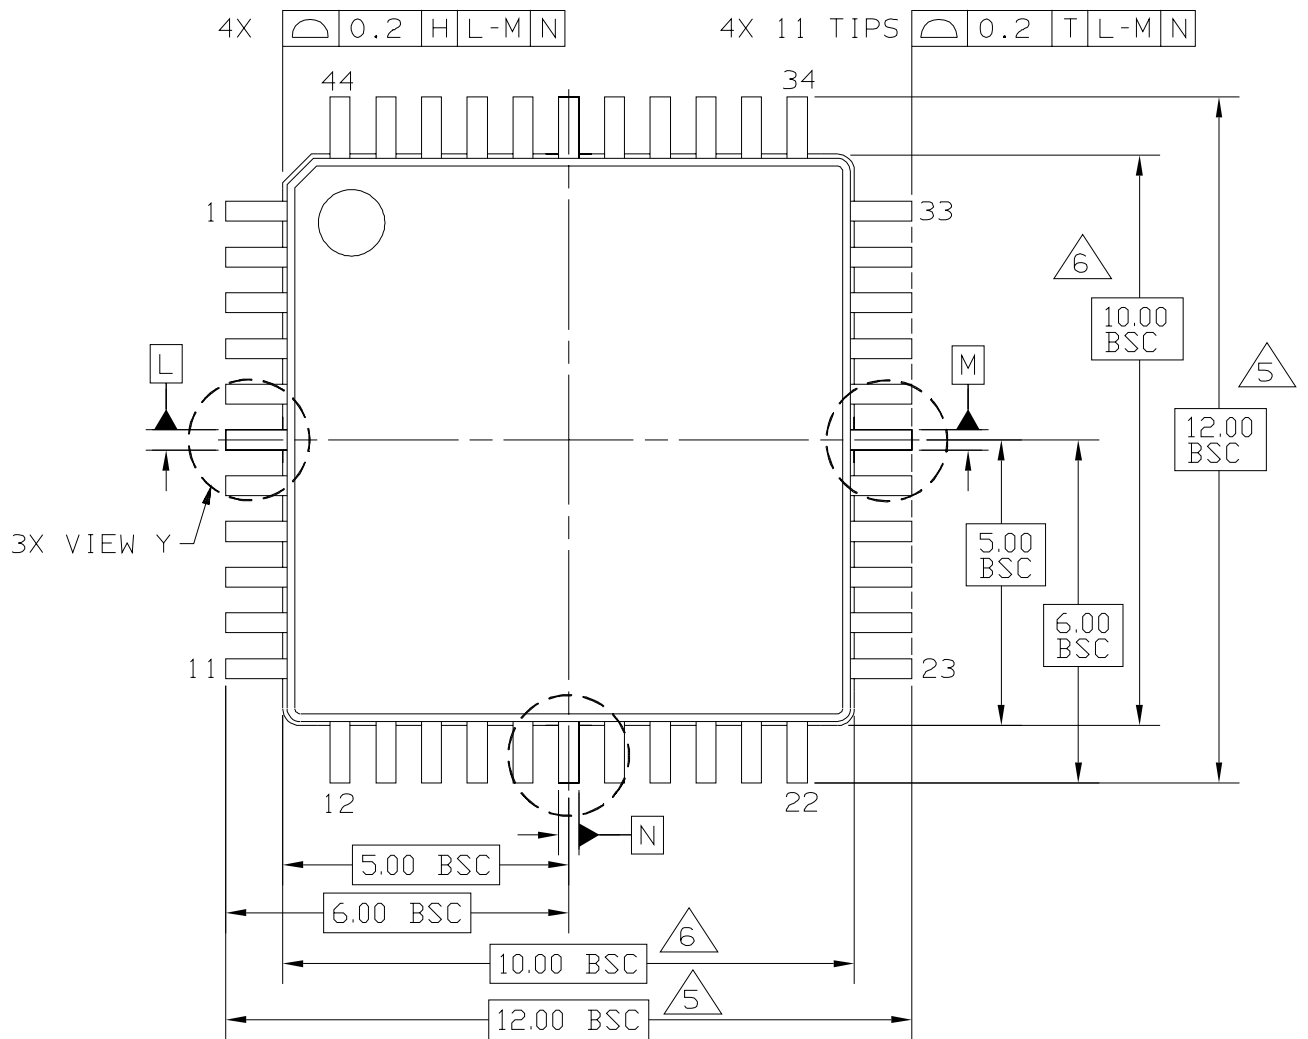 4X 0.2 H L-M N
4X 11 TIPS 0.2 T L-M N
44
34
1
33
6
10.00
BSC
L
M
5
12.00
BSC
3X VIEW Y
5.00
BSC
6.00
BSC
11
23
12
22
N
5.00 BSC
6.00 BSC
6
10.00 BSC
5
12.00 BSC